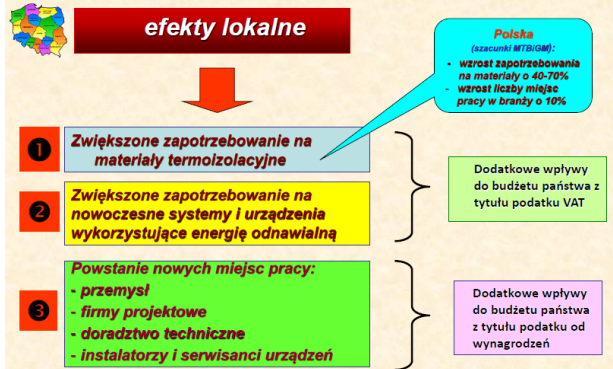 efekty lokalne
Polska
(szacunki MTBiGM):
- wzrost zapotrzebowania
na materiały o 40-70%
- wzrost liczby miejsc
pracy w branży o 10%
1
Zwiększone zapotrzebowanie na
materiały termoizolacyjne
2
Zwiększone zapotrzebowanie na
nowoczesne systemy i urządzenia
wykorzystujące energię odnawialną
Dodatkowe wpływy
do budżetu państwa z
tytułu podatku VAT
3
Powstanie nowych miejsc pracy:
- przemysł
- firmy projektowe
- doradztwo techniczne
- instalatorzy i serwisanci urządzeń
Dodatkowe wpływy
do budżetu państwa
z tytułu podatku od
wynagrodzeń